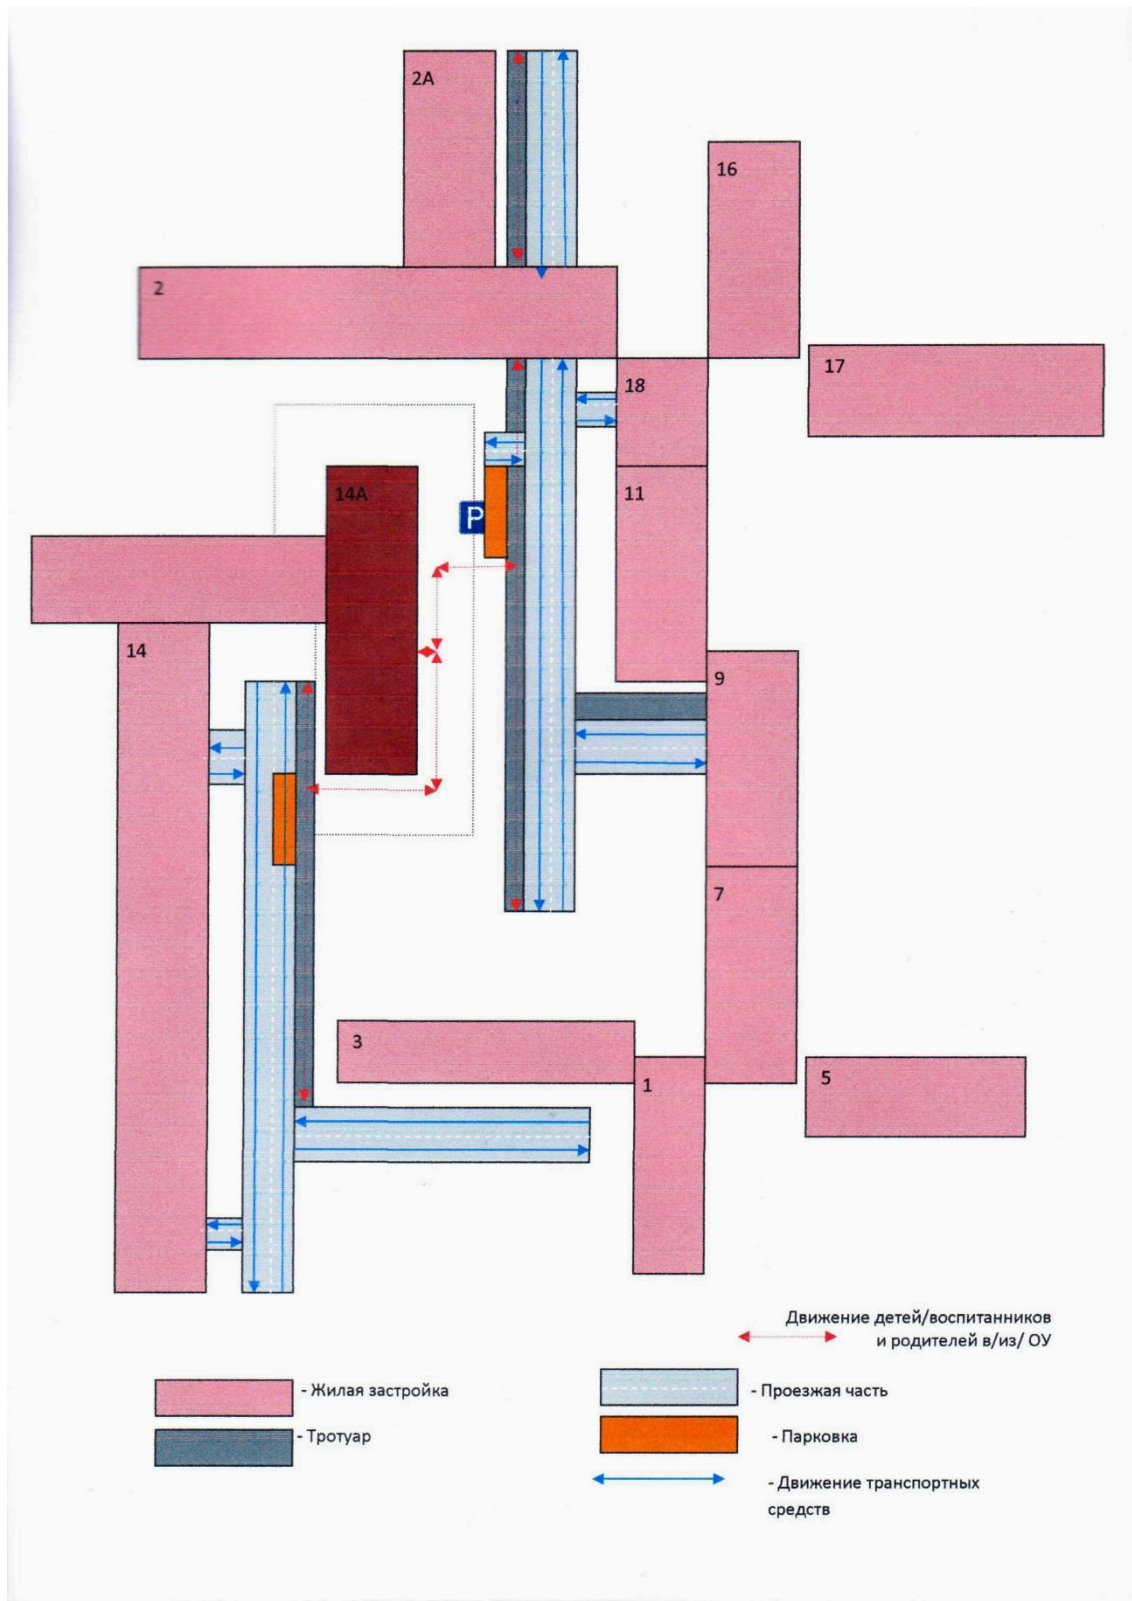 2А
16
2
17
18
14А
11
P
14
9
7
3
1
5
Движение детей/воспитанников
и родителей в/из/ ОУ
- Жилая застройка
- Проезжая часть
- Тротуар
- Парковка
- Движение транспортных
средств